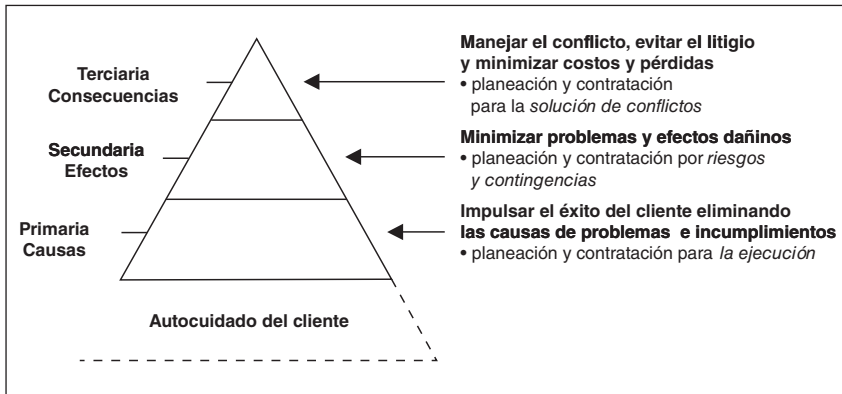 Terciaria
Consecuencias
Manejar el conflicto, evitar el litigio
y minimizar costos y pérdidas
• planeación y contratación
para la solución de conflictos
Secundaria
Efectos
Minimizar problemas y efectos dañinos
• planeación y contratación por riesgos
y contingencias
Primaria
Causas
Impulsar el éxito del cliente eliminando
las causas de problemas e incumplimientos
• planeación y contratación para la ejecución
Autocuidado del cliente